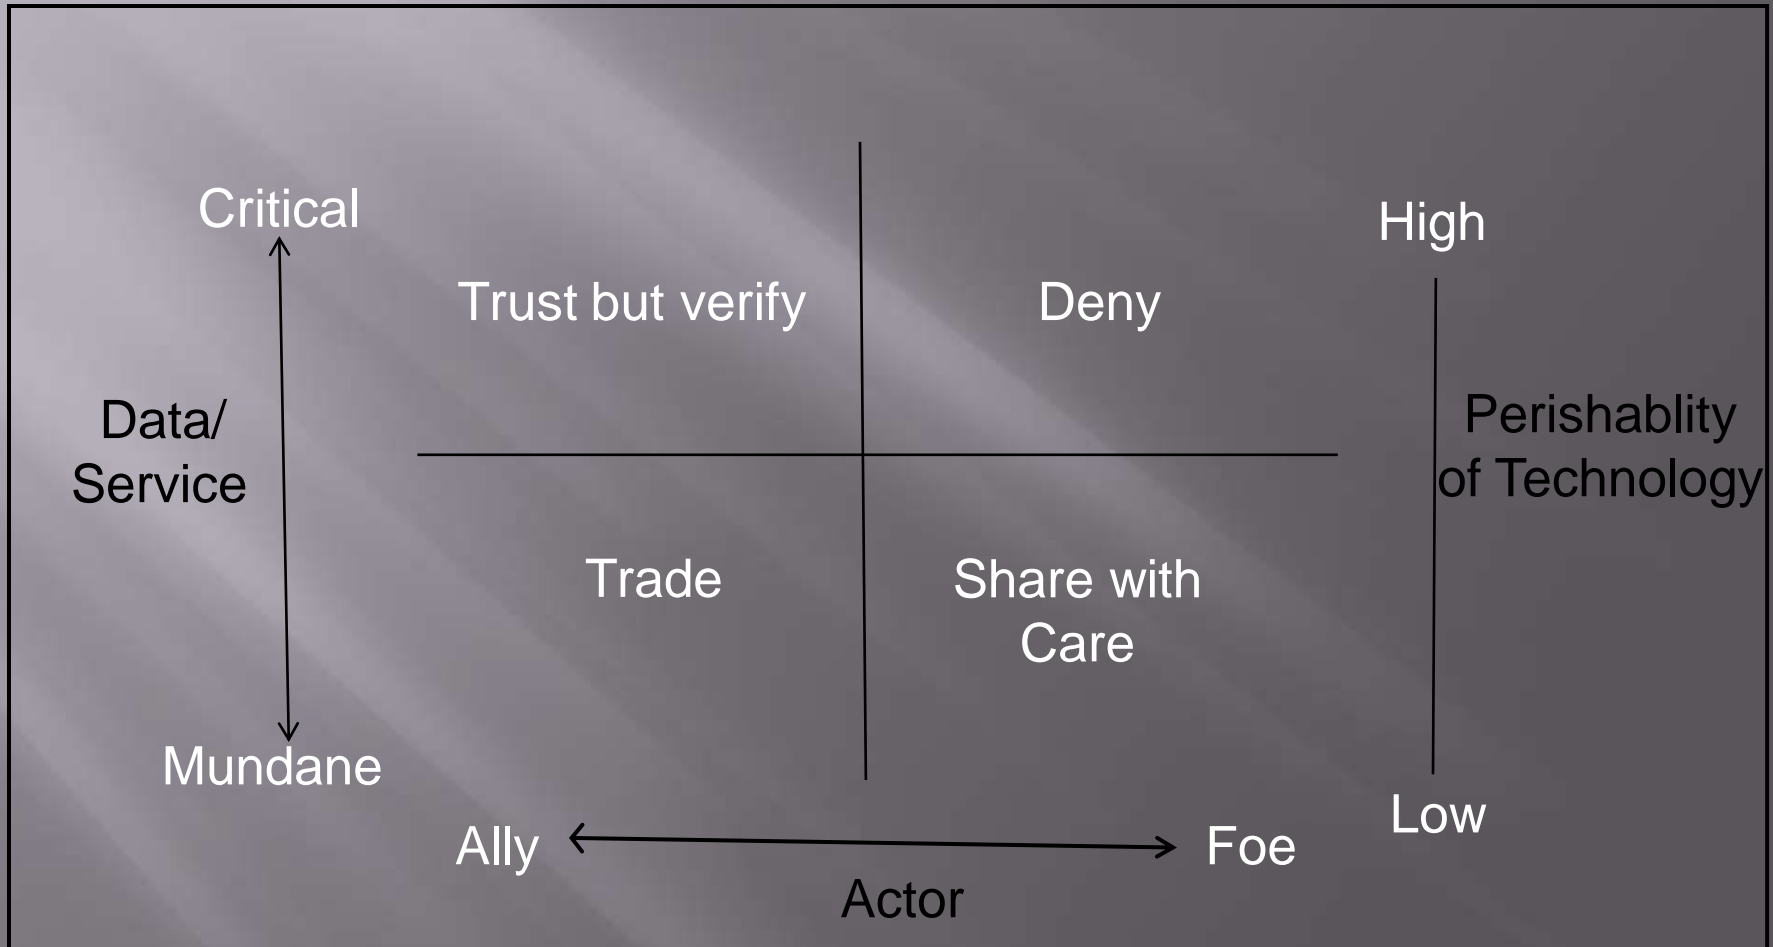 Critical
High
Trust but verify
Deny
Data/
Service
Perishablity
of Technology
Trade
Share with
Care
Mundane
Low
Ally
Foe
Actor